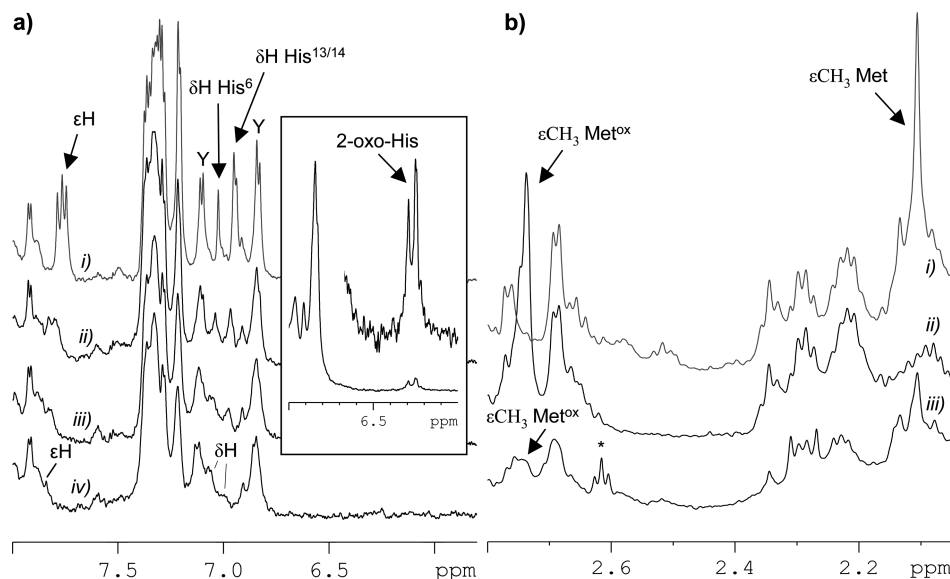 a)
εH
δH His⁶
δH His¹³/¹⁴
Y
Y
i)
ii)
iii)
iv)
εH
δH
2-oxo-His
6.5
ppm
7.5
7.0
6.5
ppm
b)
εCH₃ Metᵒˣ
εCH₃ Met
i)
ii)
iii)
εCH₃ Metᵒˣ
*
2.6
2.4
2.2
ppm